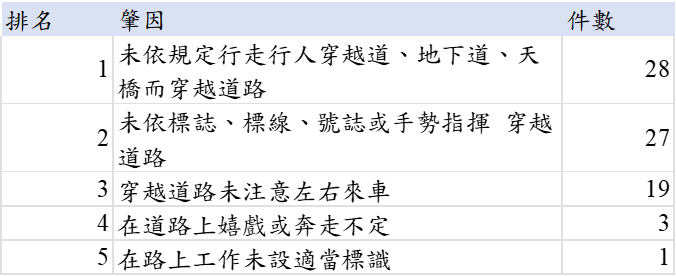 排名 肇因 件數
1 未依規定行走行人穿越道、地下道、天 28
橋而穿越道路
2 未依標誌、標線、號誌或手勢指揮 穿越 27
道路
3 穿越道路未注意左右來車 19
4 在道路上嬉戲或奔走不定 3
5 在路上工作未設適當標識 1